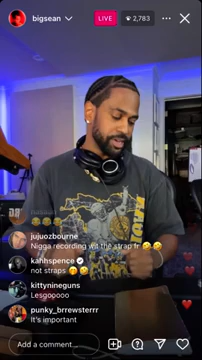 bigsean
LIVE
2,783
jujuozbourne
Nigga recording wit the strap fr 🤣🤣
kahhspence
not straps 🤭🤣
kittynineguns
Lesgooooo
punky_brrewsterrr
It's important
Add a comment...